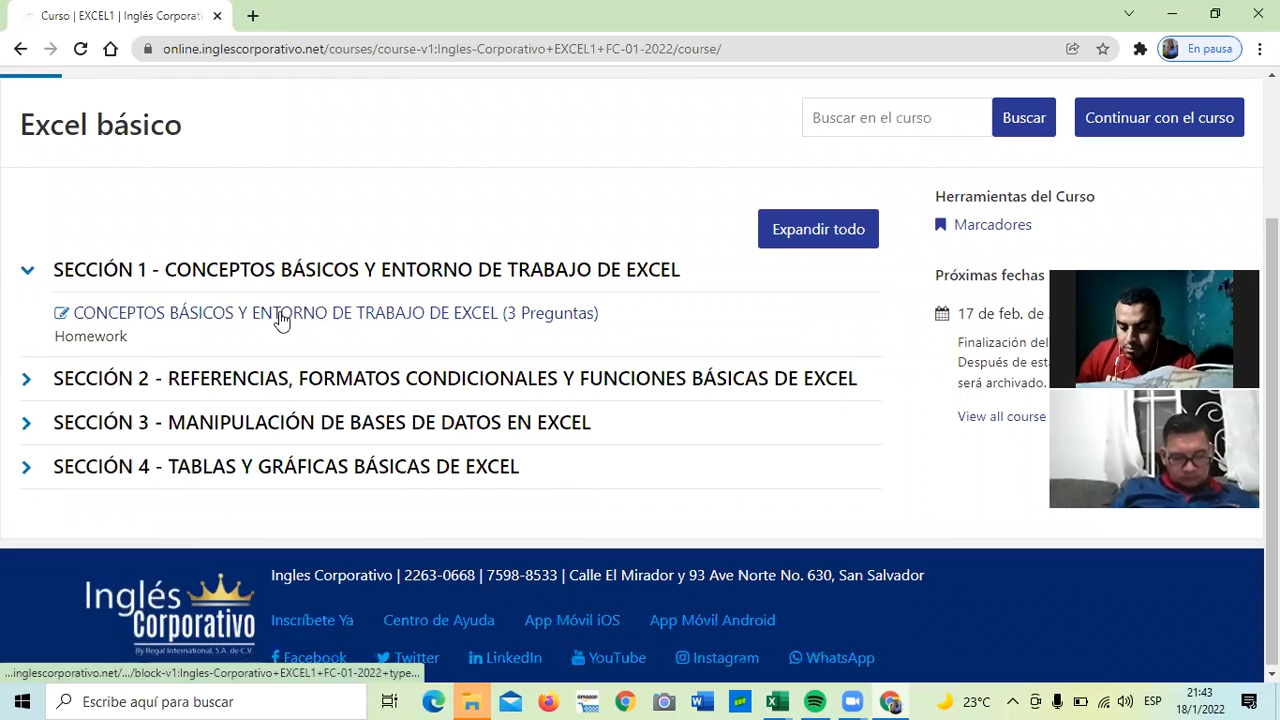 Curso | EXCEL1 | Inglés Corporati
online.inglescorporativo.net/courses/course-v1:Ingles-Corporativo+EXCEL1+FC-01-2022/course/
En pausa
Excel básico
Buscar en el curso
Buscar
Continuar con el curso
Herramientas del Curso
Marcadores
Expandir todo
SECCIÓN 1 - CONCEPTOS BÁSICOS Y ENTORNO DE TRABAJO DE EXCEL
CONCEPTOS BÁSICOS Y ENTORNO DE TRABAJO DE EXCEL (3 Preguntas)
Homework
SECCIÓN 2 - REFERENCIAS, FORMATOS CONDICIONALES Y FUNCIONES BÁSICAS DE EXCEL
SECCIÓN 3 - MANIPULACIÓN DE BASES DE DATOS EN EXCEL
SECCIÓN 4 - TABLAS Y GRÁFICAS BÁSICAS DE EXCEL
Próximas fechas
17 de feb. de
Finalización del
Después de est
será archivado.
View all course
Inglés
Corporativo
By Regal International, S.A. de C.V.
Ingles Corporativo | 2263-0668 | 7598-8533 | Calle El Mirador y 93 Ave Norte No. 630, San Salvador
Inscríbete Ya Centro de Ayuda App Móvil iOS App Móvil Android
Facebook Twitter LinkedIn YouTube Instagram WhatsApp
...inglescorporativo.net/.../block-v1:Ingles-Corporativo+EXCEL1+FC-01-2022+type...
Escribe aquí para buscar
amazon
23°C
ESP
21:43
18/1/2022